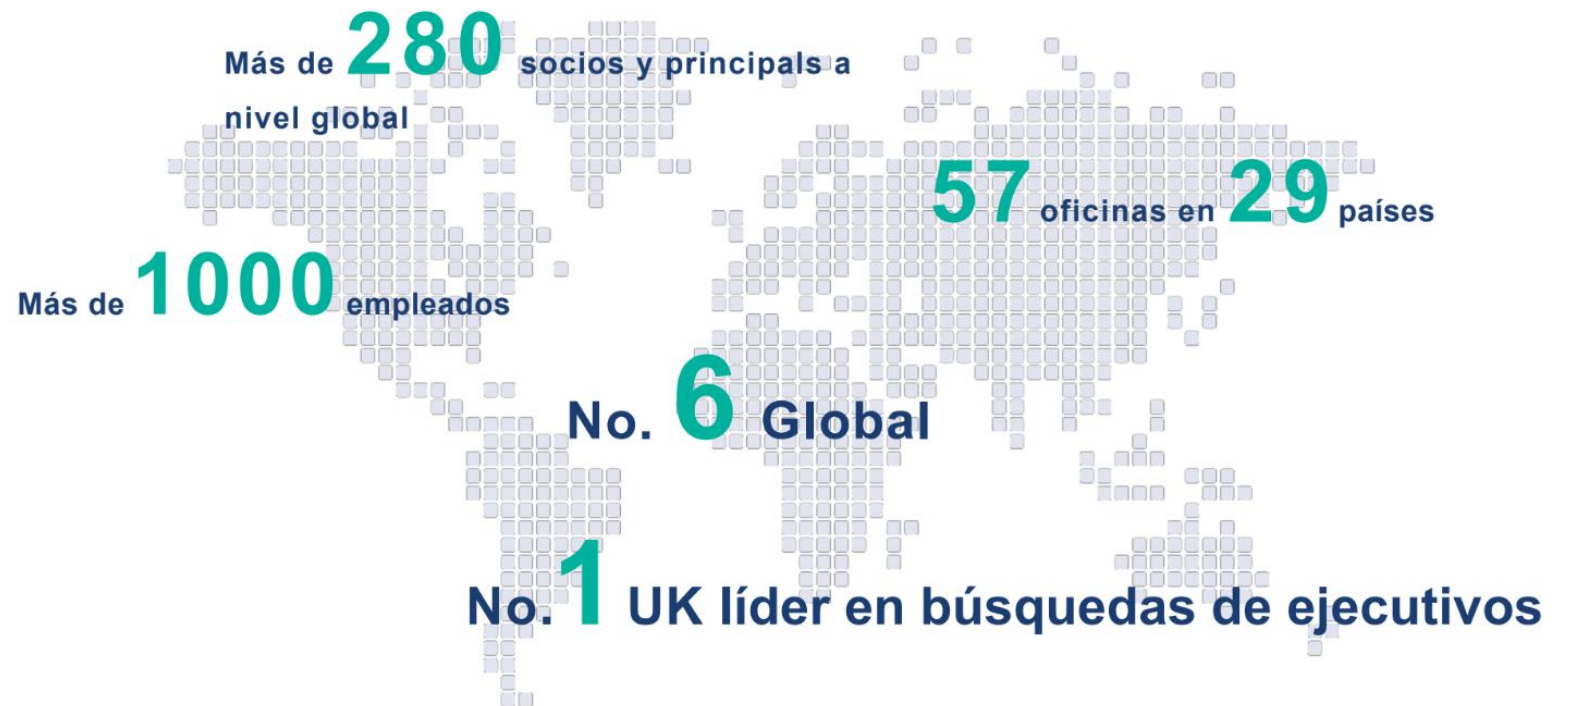 Más de 280 socios y principals a
nivel global
57 oficinas en 29 países
Más de 1000 empleados
No. 6 Global
No. 1 UK líder en búsquedas de ejecutivos